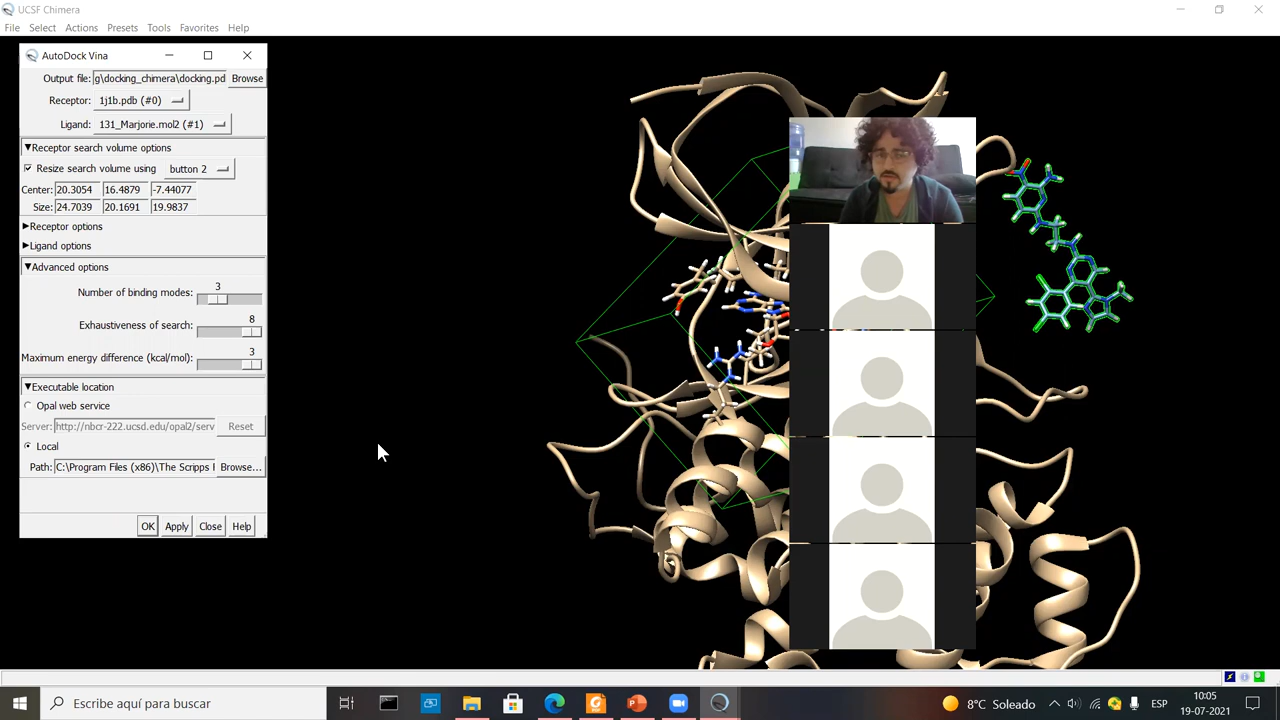 UCSF Chimera
File Select Actions Presets Tools Favorites Help
AutoDock Vina
Output file: g\docking_chimera\docking.pd Browse
Receptor: 1j1b.pdb (#0)
Ligand: 131_Marjorie.mol2 (#1)
Receptor search volume options
Resize search volume using button 2
Center: 20.3054 16.4879 -7.44077
Size: 24.7039 20.1691 19.9837
Receptor options
Ligand options
Advanced options
Number of binding modes: 3
Exhaustiveness of search: 8
Maximum energy difference (kcal/mol): 3
Executable location
Opal web service
Server: http://nbcr-222.ucsd.edu/opal2/serv Reset
Local
Path: C:\Program Files (x86)\The Scripps Browse...
OK Apply Close Help
Escribe aquí para buscar
8°C Soleado
ESP
10:05
19-07-2021